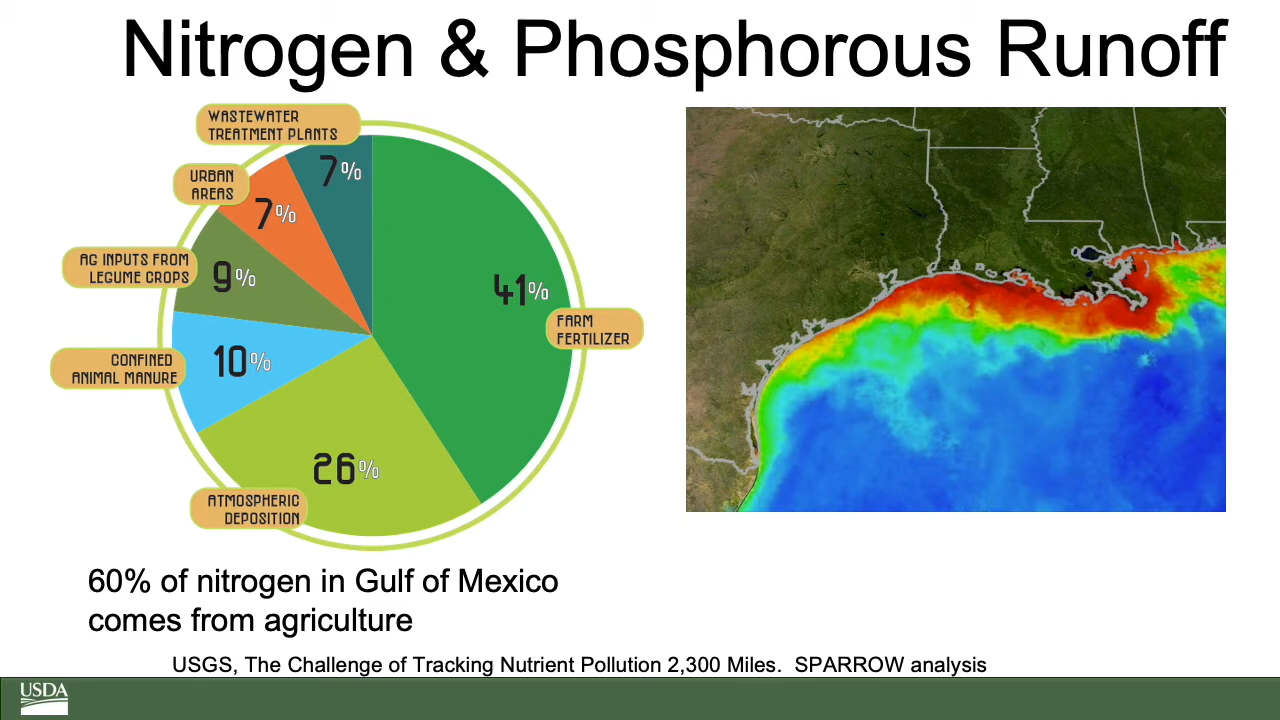 Nitrogen & Phosphorous Runoff
WASTEWATER
TREATMENT PLANTS
7%
URBAN
AREAS
7%
AG INPUTS FROM
LEGUME CROPS
9%
41%
FARM
FERTILIZER
CONFINED
ANIMAL MANURE
10%
26%
ATMOSPHERIC
DEPOSITION
60% of nitrogen in Gulf of Mexico
comes from agriculture
USGS, The Challenge of Tracking Nutrient Pollution 2,300 Miles.  SPARROW analysis
USDA